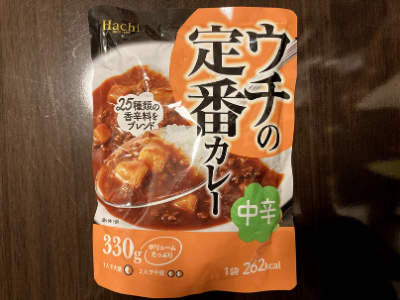 Hachi
ウチの
定番カレー
25種類の
香辛料を
ブレンド
中辛
330g
ボリューム
たっぷり
1袋 262kcal